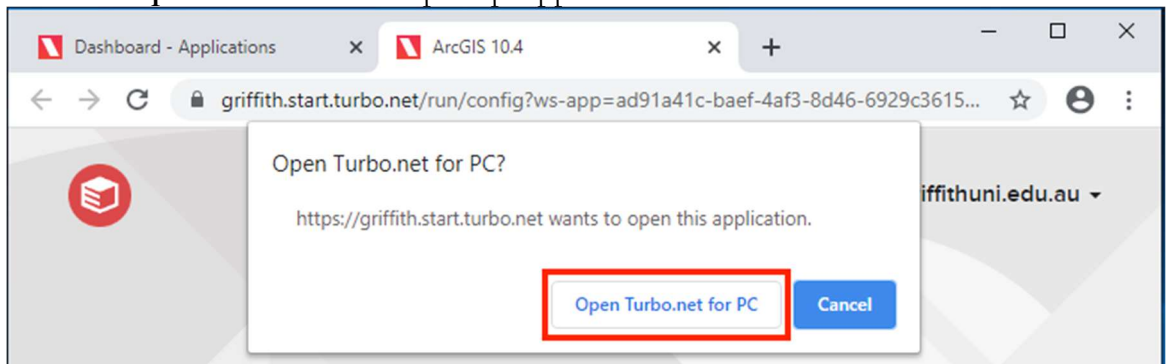 Dashboard - Applications
ArcGIS 10.4
griffith.start.turbo.net/run/config?ws-app=ad91a41c-baef-4af3-8d46-6929c3615...
Open Turbo.net for PC?
iffithuni.edu.au
https://griffith.start.turbo.net wants to open this application.
Open Turbo.net for PC
Cancel